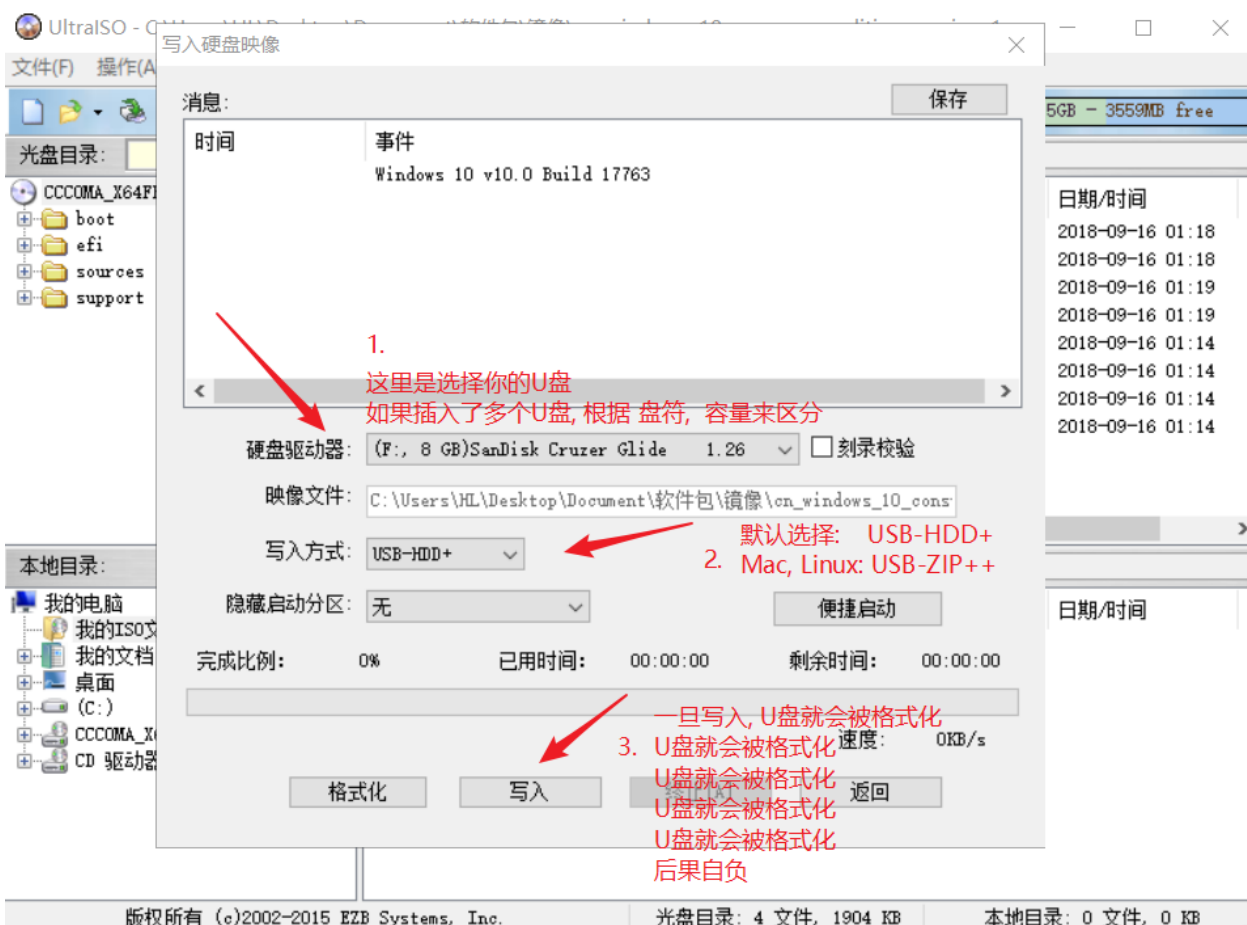 UltraISO - C
写入硬盘映像
文件(F) 操作(A
消息:
保存
5GB - 3559MB free
时间 事件
光盘目录:
Windows 10 v10.0 Build 17763
CCCOMA_X64F
日期/时间
boot
2018-09-16 01:18
efi
2018-09-16 01:18
sources
2018-09-16 01:19
support
2018-09-16 01:19
2018-09-16 01:14
2018-09-16 01:14
2018-09-16 01:14
2018-09-16 01:14
1.
这里是选择你的U盘
如果插入了多个U盘, 根据 盘符, 容量来区分
硬盘驱动器: (F:, 8 GB)SanDisk Cruzer Glide 1.26 刻录校验
映像文件: C:\Users\HL\Desktop\Document\软件包\镜像\cn_windows_10_cons
写入方式: USB-HDD+
2. 默认选择: USB-HDD+
Mac, Linux: USB-ZIP++
隐藏启动分区: 无 便捷启动
本地目录:
我的电脑
日期/时间
我的ISO文
我的文档
桌面
(C:)
CCCOMA_X
CD 驱动器
完成比例: 0% 已用时间: 00:00:00 剩余时间: 00:00:00
3. 一旦写入, U盘就会被格式化
U盘就会被格式化
U盘就会被格式化
U盘就会被格式化
U盘就会被格式化
后果自负
速度: 0KB/s
格式化 写入 返回
版权所有 (c)2002-2015 EZB Systems, Inc. 光盘目录: 4 文件, 1904 KB 本地目录: 0 文件, 0 KB